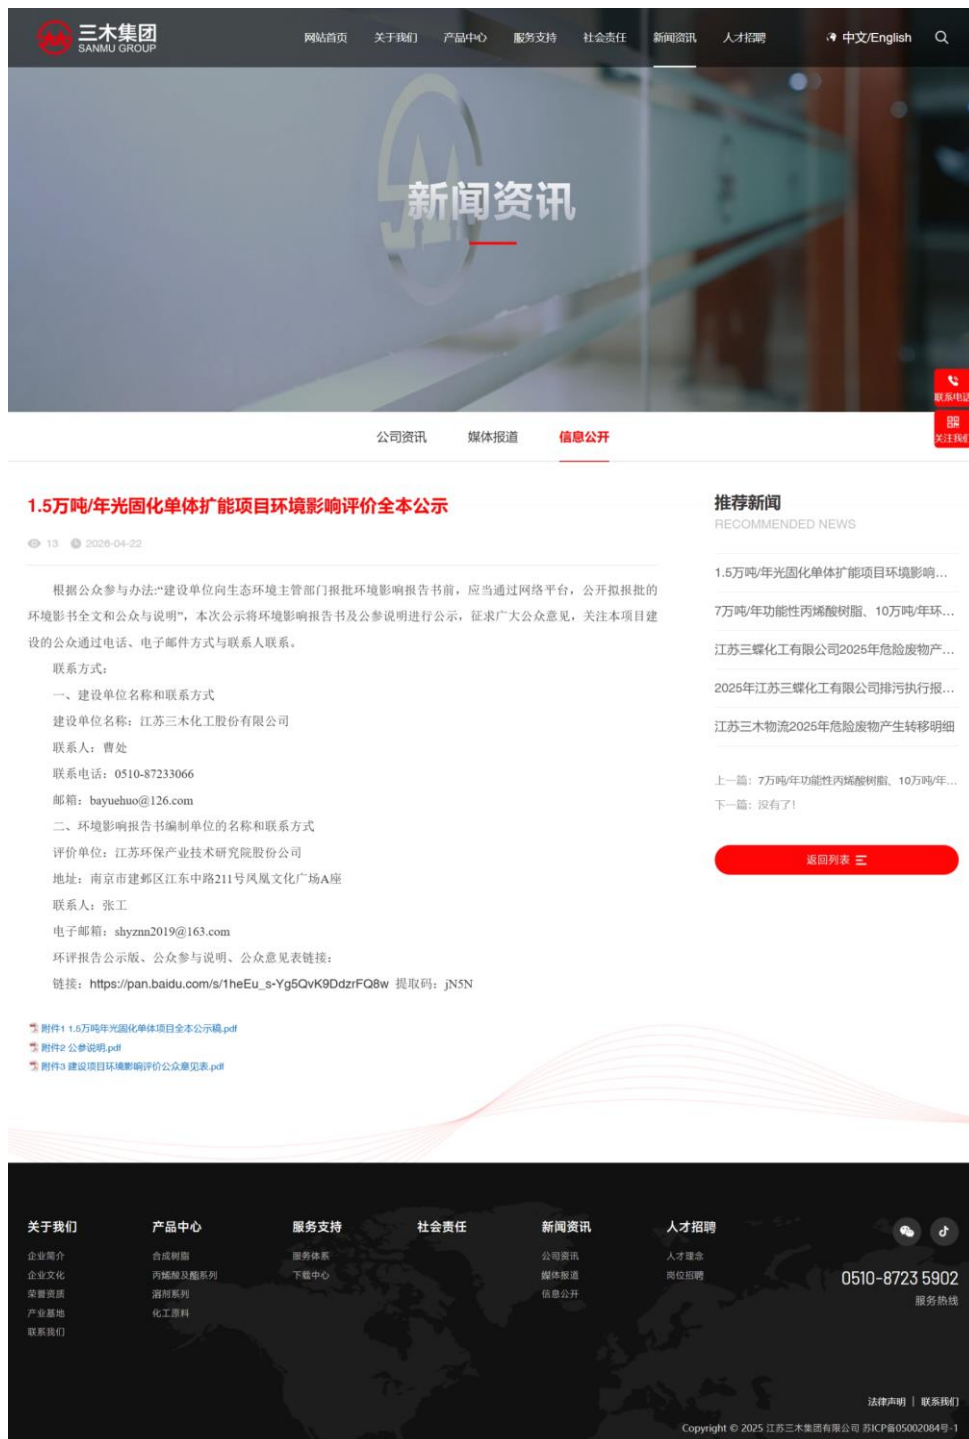 三木集团
SANMU GROUP
网站首页 关于我们 产品中心 服务支持 社会责任 新闻资讯 人才招聘 中文/English
新闻资讯
联系电话
关注我们
公司资讯 媒体报道 信息公开
1.5万吨/年光固化单体扩能项目环境影响评价全本公示
13 2026-04-22
根据公众参与办法:“建设单位向生态环境主管部门报批环境影响报告书前，应当通过网络平台，公开拟报批的
环境影书全文和公众与说明”，本次公示将环境影响报告书及公参说明进行公示，征求广大公众意见，关注本项目建
设的公众通过电话、电子邮件方式与联系人联系。
联系方式：
一、建设单位名称和联系方式
建设单位名称：江苏三木化工股份有限公司
联系人：曹处
联系电话：0510-87233066
邮箱：bayuehuo@126.com
二、环境影响报告书编制单位的名称和联系方式
评价单位：江苏环保产业技术研究院股份公司
地址：南京市建邺区江东中路211号凤凰文化广场A座
联系人：张工
电子邮箱：shyznn2019@163.com
环评报告公示版、公众参与说明、公众意见表链接：
链接：https://pan.baidu.com/s/1heEu_s-Yg5QvK9DdzrFQ8w 提取码：jN5N
附件1 1.5万吨年光固化单体项目全本公示稿.pdf
附件2 公参说明.pdf
附件3 建设项目环境影响评价公众意见表.pdf
推荐新闻
RECOMMENDED NEWS
1.5万吨/年光固化单体扩能项目环境影响...
7万吨/年功能性丙烯酸树脂、10万吨/年环...
江苏三蝶化工有限公司2025年危险废物产...
2025年江苏三蝶化工有限公司排污执行报...
江苏三木物流2025年危险废物产生转移明细
上一篇：7万吨/年功能性丙烯酸树脂、10万吨/年...
下一篇：没有了！
返回列表
关于我们 产品中心 服务支持 社会责任 新闻资讯 人才招聘
企业简介 合成树脂 服务体系 公司资讯 人才理念
企业文化 丙烯酸及酯系列 下载中心 媒体报道 岗位招聘
荣誉资质 溶剂系列 信息公开
产业基地 化工原料
联系我们
0510-8723 5902
服务热线
法律声明 | 联系我们
Copyright © 2025 江苏三木集团有限公司 苏ICP备05002084号-1